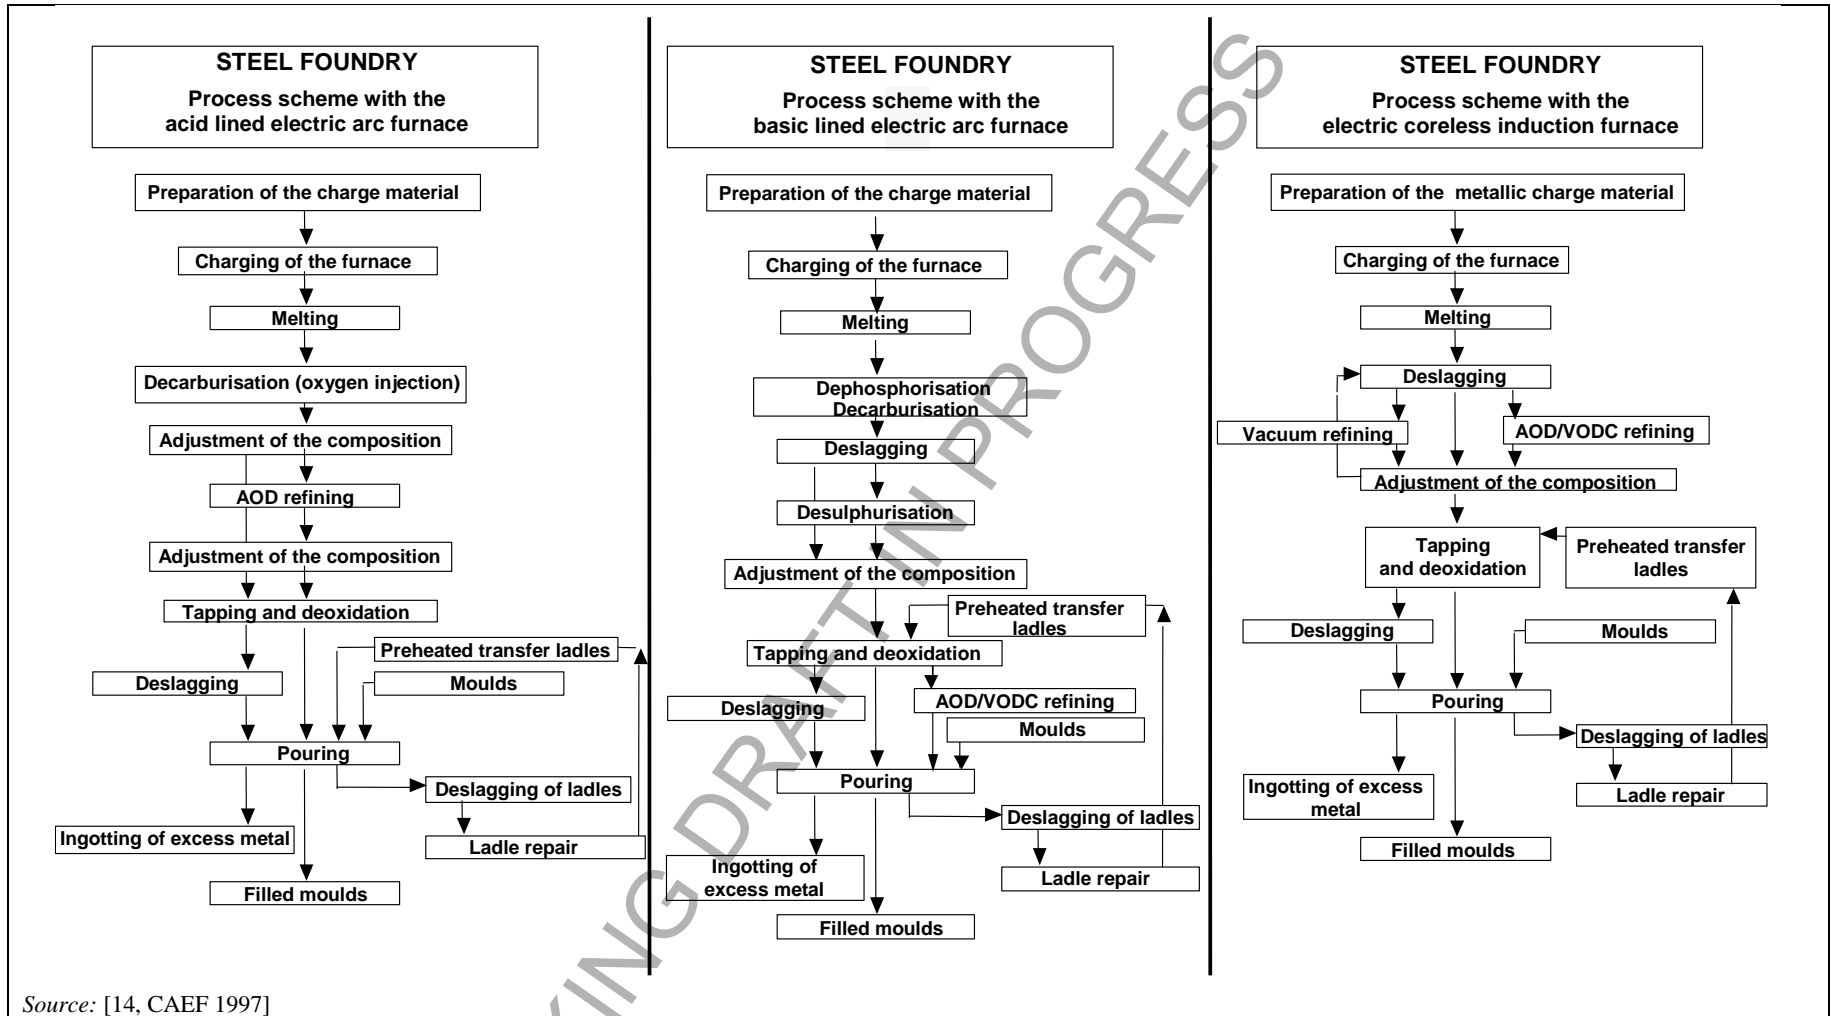 STEEL FOUNDRY
Process scheme with the
acid lined electric arc furnace
Preparation of the charge material
Charging of the furnace
Melting
Decarburisation (oxygen injection)
Adjustment of the composition
AOD refining
Adjustment of the composition
Tapping and deoxidation
Preheated transfer ladles
Deslagging
Moulds
Pouring
Deslagging of ladles
Ingotting of excess metal
Ladle repair
Filled moulds
STEEL FOUNDRY
Process scheme with the
basic lined electric arc furnace
Preparation of the charge material
Charging of the furnace
Melting
Dephosphorisation
Decarburisation
Deslagging
Desulphurisation
Adjustment of the composition
Preheated transfer
ladles
Tapping and deoxidation
Deslagging
AOD/VODC refining
Moulds
Pouring
Deslagging of ladles
Ingotting of
excess metal
Ladle repair
Filled moulds
STEEL FOUNDRY
Process scheme with the
electric coreless induction furnace
Preparation of the metallic charge material
Charging of the furnace
Melting
Deslagging
Vacuum refining
AOD/VODC refining
Adjustment of the composition
Tapping
and deoxidation
Preheated transfer
ladles
Deslagging
Moulds
Pouring
Deslagging of ladles
Ingotting of excess
metal
Ladle repair
Filled moulds
Source: [14, CAEF 1997]
KING DRAFT IN PROGRESS